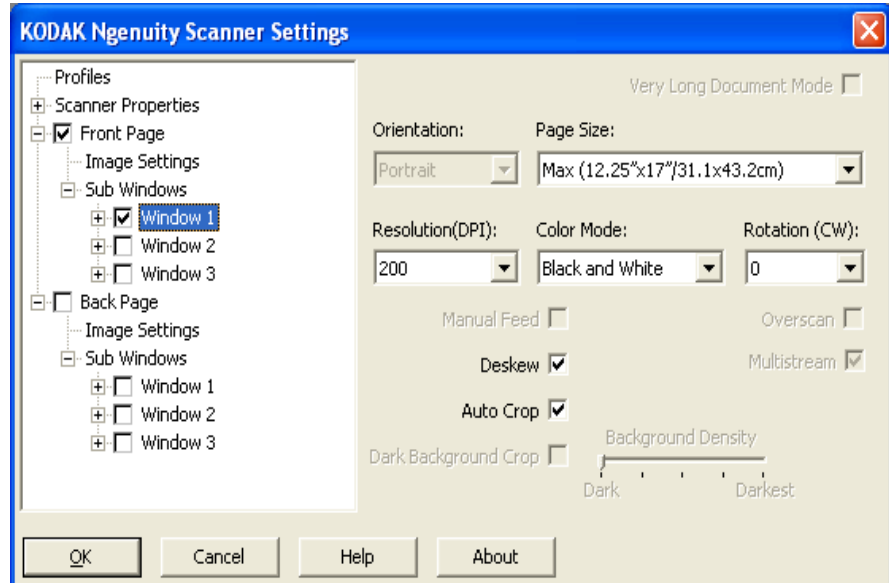 KODAK Ngenuity Scanner Settings
Profiles
Scanner Properties
Front Page
Image Settings
Sub Windows
Window 1
Window 2
Window 3
Back Page
Image Settings
Sub Windows
Window 1
Window 2
Window 3
Very Long Document Mode
Orientation: Page Size:
Portrait Max (12.25"x17"/31.1x43.2cm)
Resolution(DPI): Color Mode: Rotation (CW):
200 Black and White 0
Manual Feed Overscan
Deskew Multistream
Auto Crop
Dark Background Crop Background Density
Dark Darkest
OK Cancel Help About